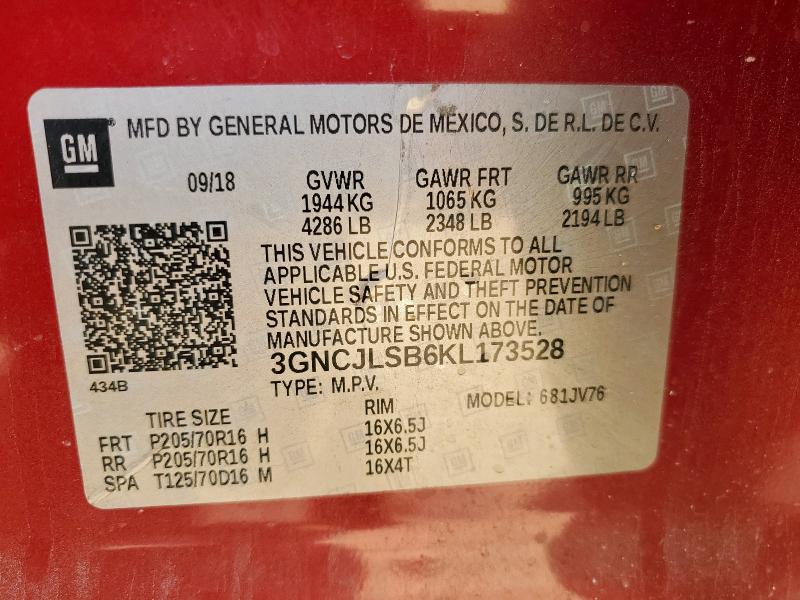 GM
MFD BY GENERAL MOTORS DE MEXICO, S. DE R.L. DE C.V.
09/18 GVWR GAWR FRT GAWR RR
1944 KG 1065 KG 995 KG
4286 LB 2348 LB 2194 LB
THIS VEHICLE CONFORMS TO ALL
APPLICABLE U.S. FEDERAL MOTOR
VEHICLE SAFETY AND THEFT PREVENTION
STANDARDS IN EFFECT ON THE DATE OF
MANUFACTURE SHOWN ABOVE.
3GNCJLSB6KL173528
434B
TYPE: M.P.V. MODEL: 681JV76
TIRE SIZE RIM
FRT P205/70R16 H 16X6.5J
RR P205/70R16 H 16X6.5J
SPA T125/70D16 M 16X4T